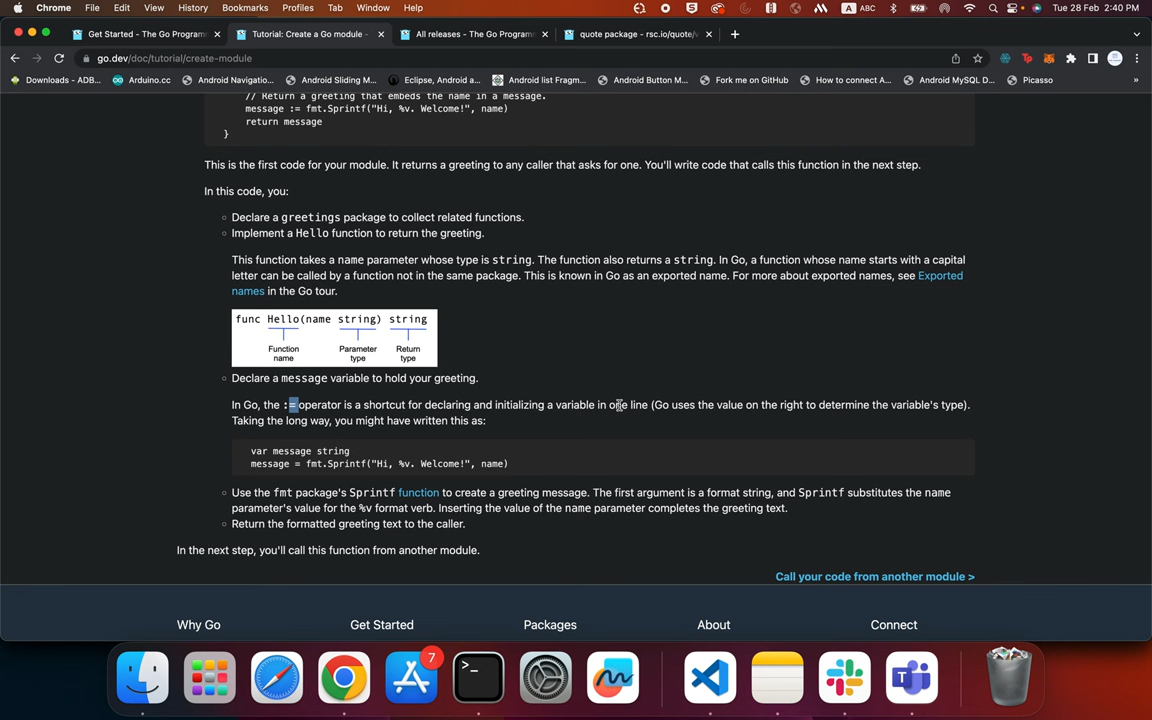 Chrome File Edit View History Bookmarks Profiles Tab Window Help A ABC Tue 28 Feb 2:40 PM
Get Started - The Go Program × Tutorial: Create a Go module - × All releases - The Go Programm × quote package - rsc.io/quote/v × +
go.dev/doc/tutorial/create-module
Downloads - ADB... Arduino.cc Android Navigatio... Android Sliding M... Eclipse, Android a... Android list Fragm... Android Button M... Fork me on GitHub How to connect A... Android MySQL D... Picasso »
// Return a greeting that embeds the name in a message.
message := fmt.Sprintf("Hi, %v. Welcome!", name)
return message
}
This is the first code for your module. It returns a greeting to any caller that asks for one. You'll write code that calls this function in the next step.
In this code, you:
Declare a greetings package to collect related functions.
Implement a Hello function to return the greeting.
This function takes a name parameter whose type is string. The function also returns a string. In Go, a function whose name starts with a capital
letter can be called by a function not in the same package. This is known in Go as an exported name. For more about exported names, see Exported
names in the Go tour.
func Hello(name string) string
Function Parameter Return
name type type
Declare a message variable to hold your greeting.
In Go, the := operator is a shortcut for declaring and initializing a variable in one line (Go uses the value on the right to determine the variable's type).
Taking the long way, you might have written this as:
var message string
message = fmt.Sprintf("Hi, %v. Welcome!", name)
Use the fmt package's Sprintf function to create a greeting message. The first argument is a format string, and Sprintf substitutes the name
parameter's value for the %v format verb. Inserting the value of the name parameter completes the greeting text.
Return the formatted greeting text to the caller.
In the next step, you'll call this function from another module.
Call your code from another module >
Why Go Get Started Packages About Connect
7
>_